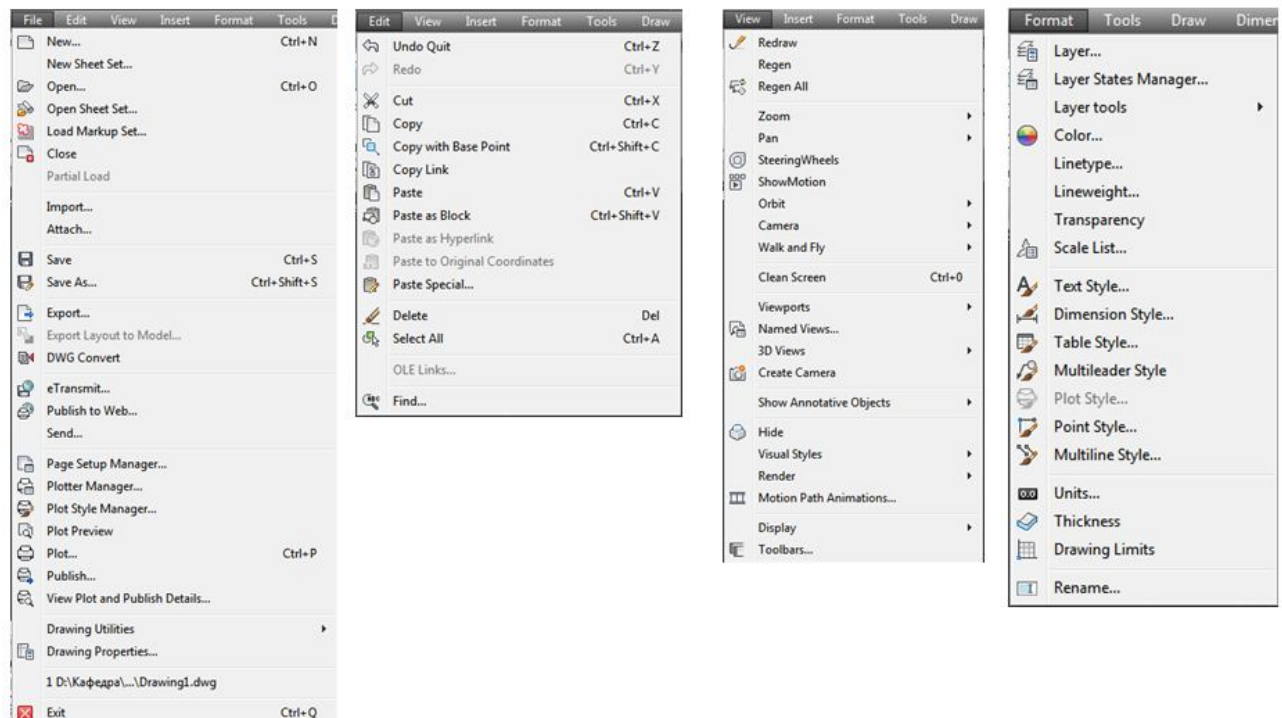 File Edit View Insert Format Tools D
New... Ctrl+N
New Sheet Set...
Open... Ctrl+O
Open Sheet Set...
Load Markup Set...
Close
Partial Load
Import...
Attach...
Save Ctrl+S
Save As... Ctrl+Shift+S
Export...
Export Layout to Model...
DWG Convert
eTransmit...
Publish to Web...
Send...
Page Setup Manager...
Plotter Manager...
Plot Style Manager...
Plot Preview
Plot... Ctrl+P
Publish...
View Plot and Publish Details...
Drawing Utilities
Drawing Properties...
1 D:\Кафедра\...\Drawing1.dwg
Exit Ctrl+Q
Edit View Insert Format Tools Draw
Undo Quit Ctrl+Z
Redo Ctrl+Y
Cut Ctrl+X
Copy Ctrl+C
Copy with Base Point Ctrl+Shift+C
Copy Link
Paste Ctrl+V
Paste as Block Ctrl+Shift+V
Paste as Hyperlink
Paste to Original Coordinates
Paste Special...
Delete Del
Select All Ctrl+A
OLE Links...
Find...
View Insert Format Tools Draw
Redraw
Regen
Regen All
Zoom
Pan
SteeringWheels
ShowMotion
Orbit
Camera
Walk and Fly
Clean Screen Ctrl+0
Viewports
Named Views...
3D Views
Create Camera
Show Annotative Objects
Hide
Visual Styles
Render
Motion Path Animations...
Display
Toolbars...
Format Tools Draw Dimer
Layer...
Layer States Manager...
Layer tools
Color...
Linetype...
Lineweight...
Transparency
Scale List...
Text Style...
Dimension Style...
Table Style...
Multileader Style
Plot Style...
Point Style...
Multiline Style...
0.0 Units...
Thickness
Drawing Limits
Rename...